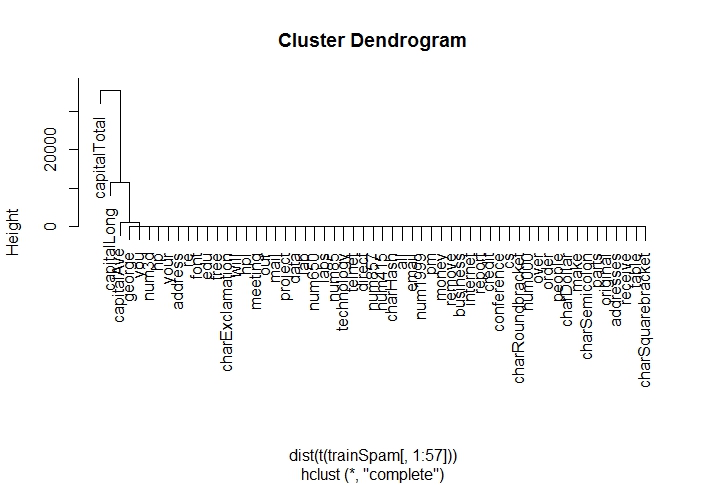 Cluster Dendrogram
Height
0
20000
capitalTotal
capitalLong
capitalAve
george
you
num3d
hp
your
address
re
font
edu
free
charExclamation
will
hpl
meeting
our
mail
project
data
lab
num650
labs
num85
technology
telnet
direct
num857
num415
charHash
all
email
num1999
pm
money
remove
business
internet
report
credit
conference
cs
charRoundbracket
num000
over
order
people
charDollar
make
charSemicolon
parts
original
addresses
receive
table
charSquarebracket
dist(t(trainSpam[, 1:57]))
hclust (*, "complete")